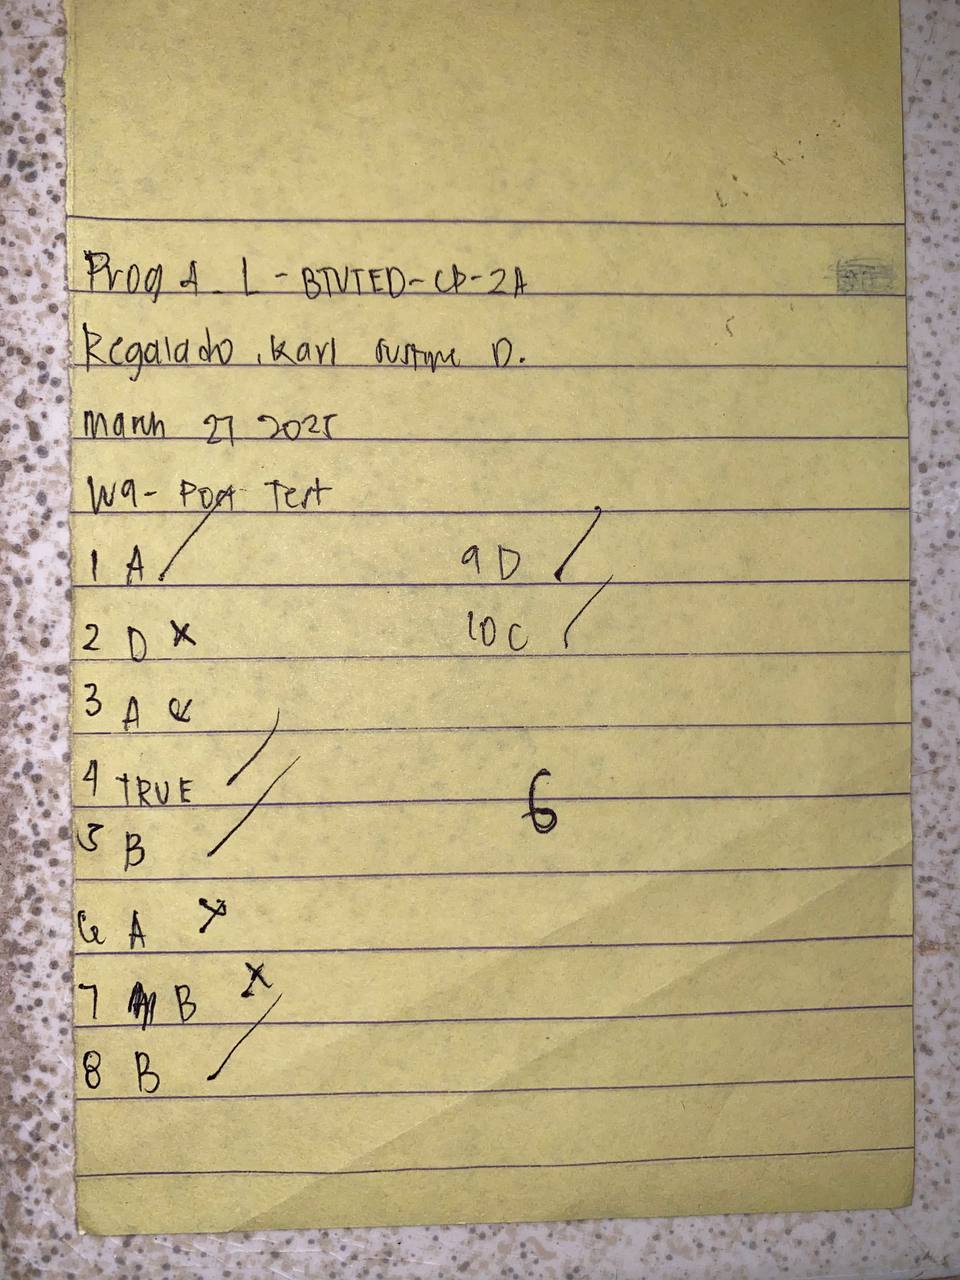 Prog 4 L - BTVTED-CP-2A
Regalado, Karl D.
March 27 2025
W9- Post Test
1 A
2 D
3 A
4 TRUE
5 B
6 A
7 B
8 B
9 D
10 C
6